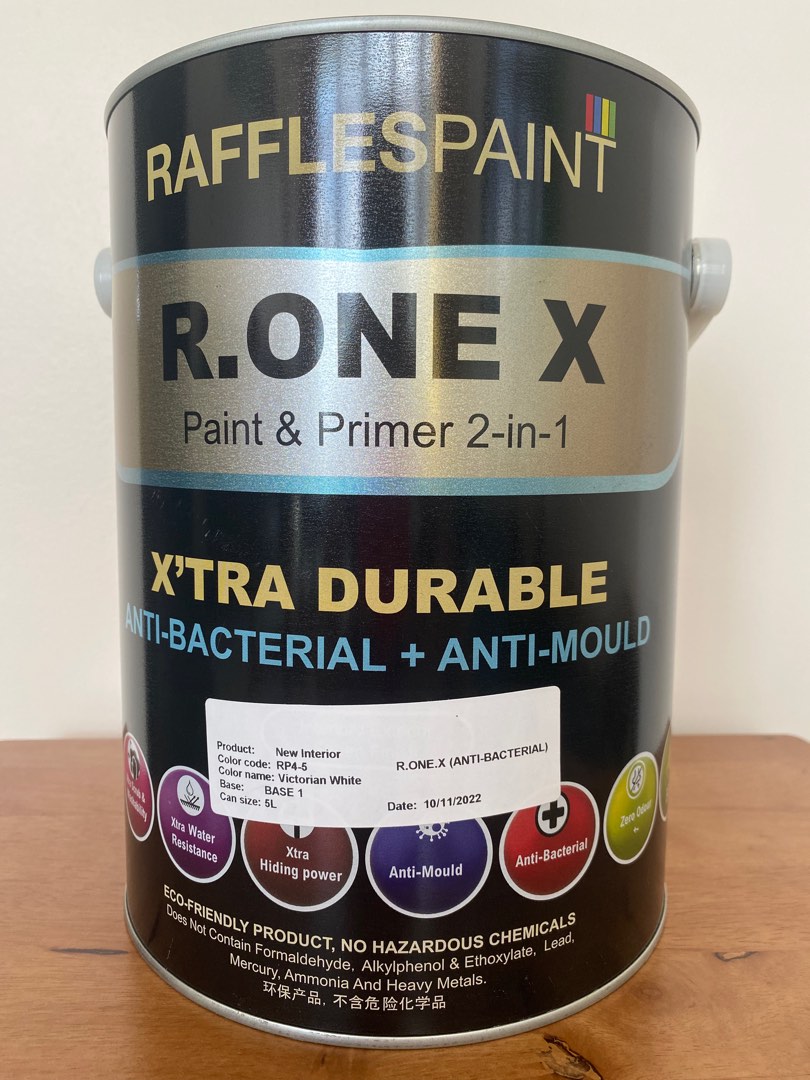 RAFFLESPAINT
R.ONE X
Paint & Primer 2-in-1
X'TRA DURABLE
ANTI-BACTERIAL + ANTI-MOULD
Product: New Interior
Color code: RP4-5 R.ONE.X (ANTI-BACTERIAL)
Color name: Victorian White
Base: BASE 1
Can size: 5L Date: 10/11/2022
Xtra Water
Resistance
Xtra
Hiding power
Anti-Mould
Anti-Bacterial
Zero Odour
ECO-FRIENDLY PRODUCT, NO HAZARDOUS CHEMICALS
Does Not Contain Formaldehyde, Alkylphenol & Ethoxylate, Lead,
Mercury, Ammonia And Heavy Metals.
环保产品, 不含危险化学品